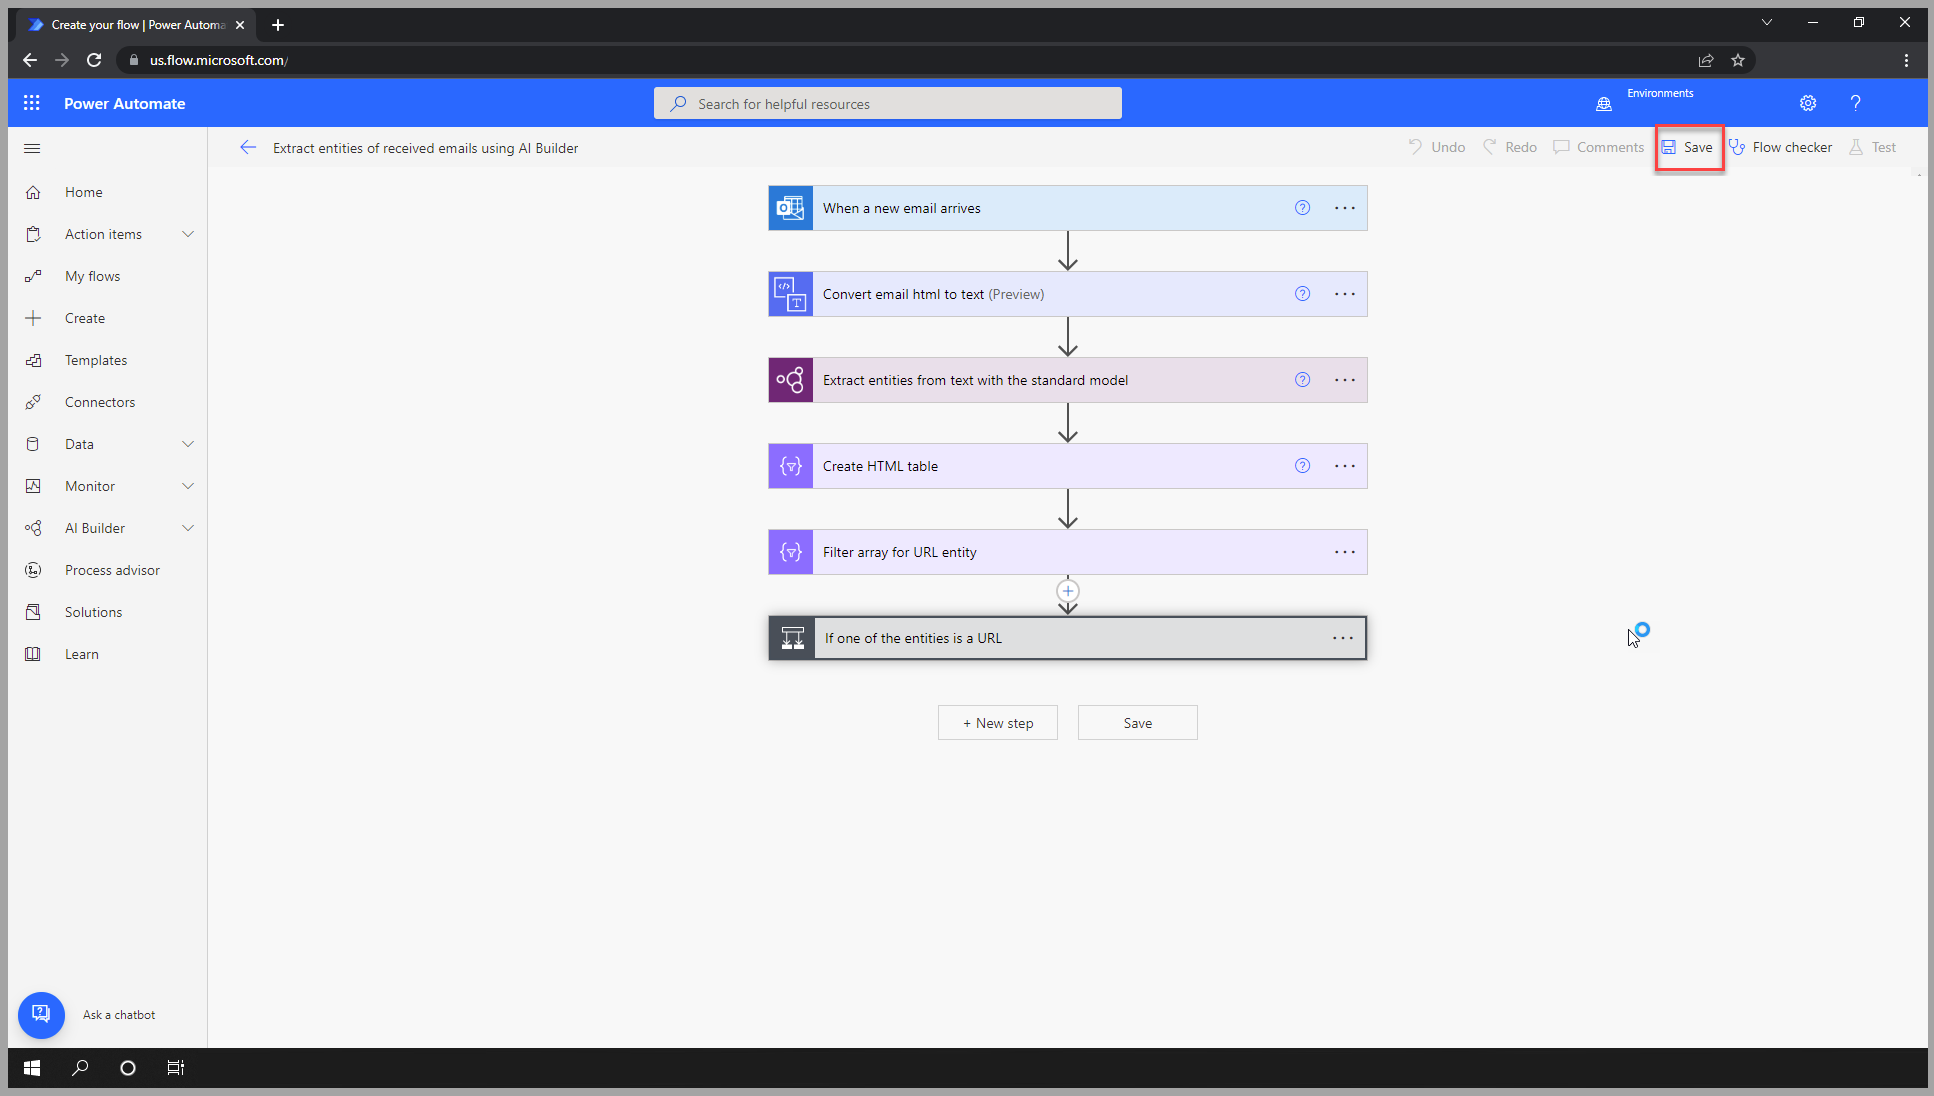 Create your flow | Power Automa
us.flow.microsoft.com/
Power Automate
Search for helpful resources
Environments
Extract entities of received emails using AI Builder
Undo
Redo
Comments
Save
Flow checker
Test
Home
Action items
My flows
Create
Templates
Connectors
Data
Monitor
AI Builder
Process advisor
Solutions
Learn
Ask a chatbot
When a new email arrives
Convert email html to text (Preview)
Extract entities from text with the standard model
Create HTML table
Filter array for URL entity
If one of the entities is a URL
+ New step
Save